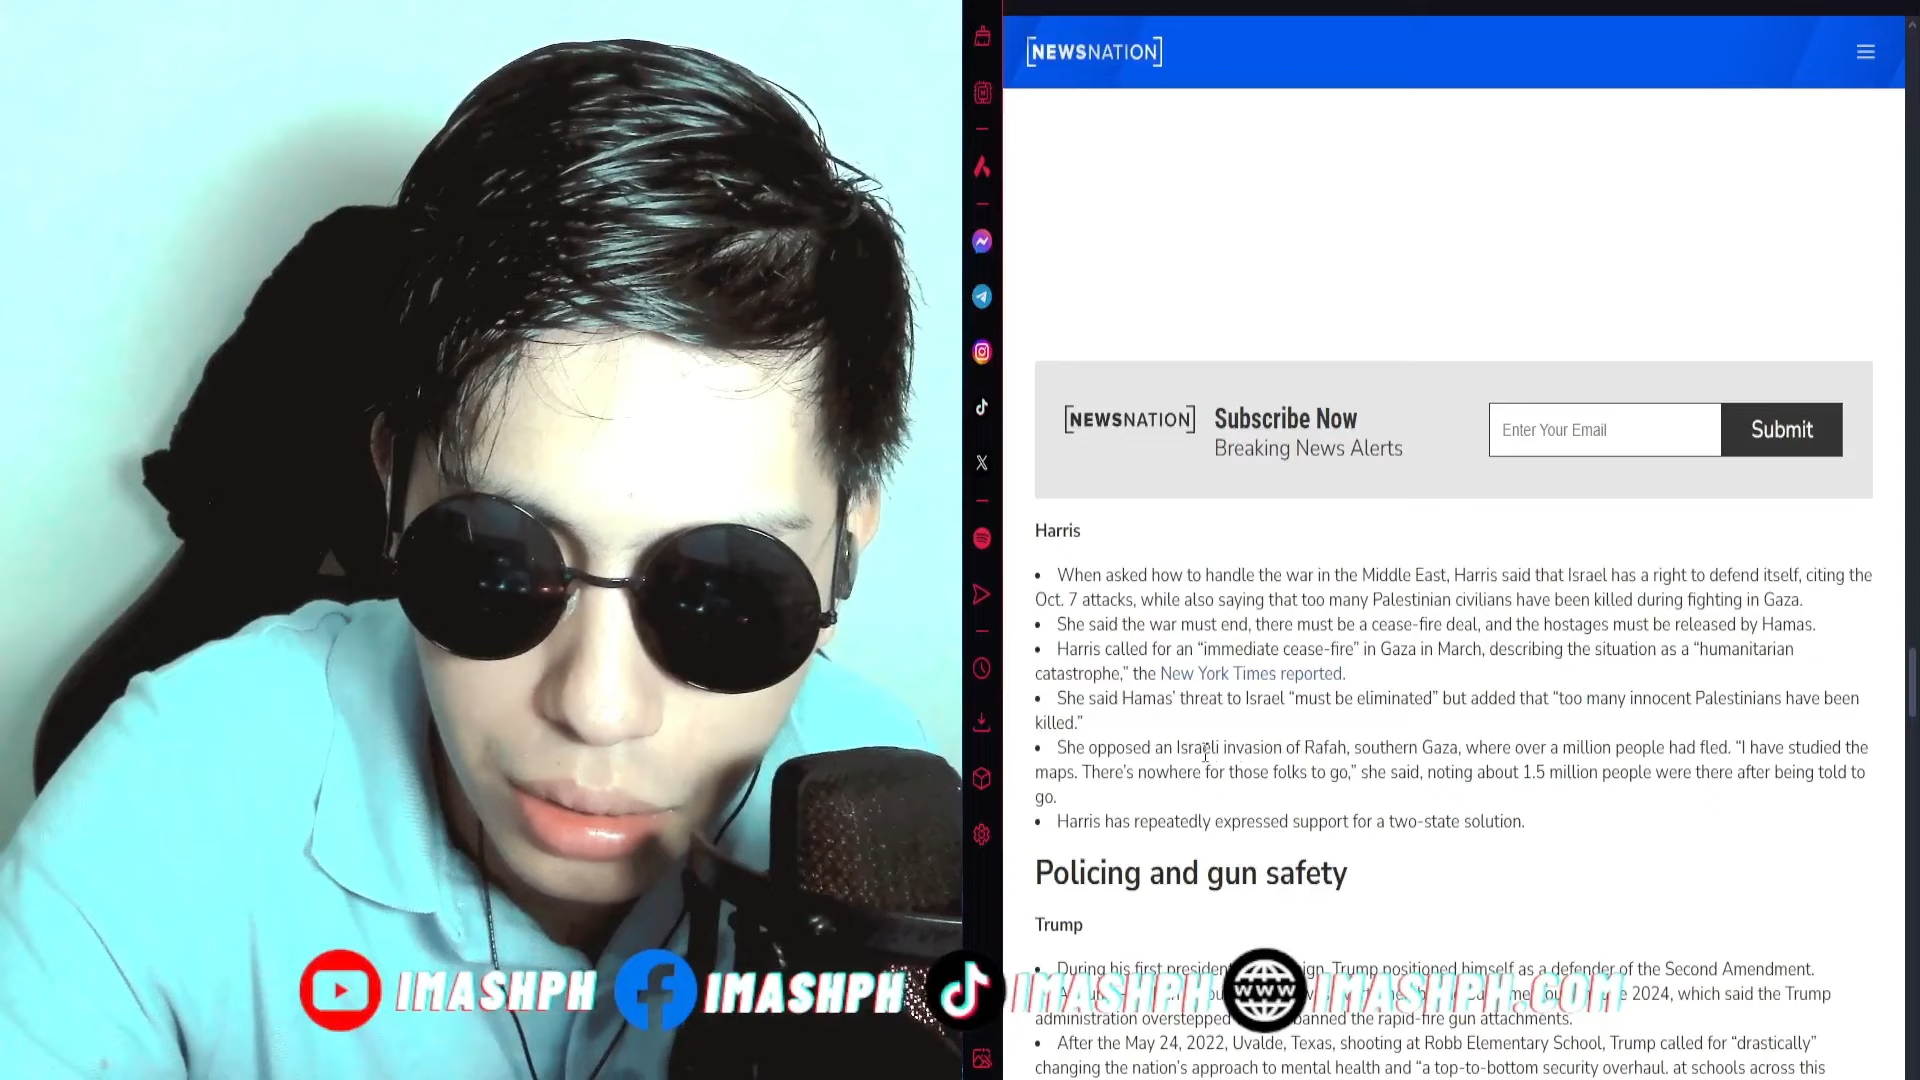 [NEWSNATION]
[NEWSNATION]
Subscribe Now
Breaking News Alerts
Enter Your Email
Submit
Harris
• When asked how to handle the war in the Middle East, Harris said that Israel has a right to defend itself, citing the
Oct. 7 attacks, while also saying that too many Palestinian civilians have been killed during fighting in Gaza.
• She said the war must end, there must be a cease-fire deal, and the hostages must be released by Hamas.
• Harris called for an “immediate cease-fire” in Gaza in March, describing the situation as a “humanitarian
catastrophe,” the New York Times reported.
• She said Hamas’ threat to Israel “must be eliminated” but added that “too many innocent Palestinians have been
killed.”
• She opposed an Israeli invasion of Rafah, southern Gaza, where over a million people had fled. “I have studied the
maps. There’s nowhere for those folks to go,” she said, noting about 1.5 million people were there after being told to
go.
• Harris has repeatedly expressed support for a two-state solution.
Policing and gun safety
Trump
• During his first Trump positioned himself as a defender of the Second Amendment.
2024, which said the Trump
administration overstepped banned the rapid-fire gun attachments.
• After the May 24, 2022, Uvalde, Texas, shooting at Robb Elementary School, Trump called for “drastically”
changing the nation’s approach to mental health and “a top-to-bottom security overhaul. at schools across this
IMASHPH IMASHPH IMASHPH WWW IMASHPH.COM